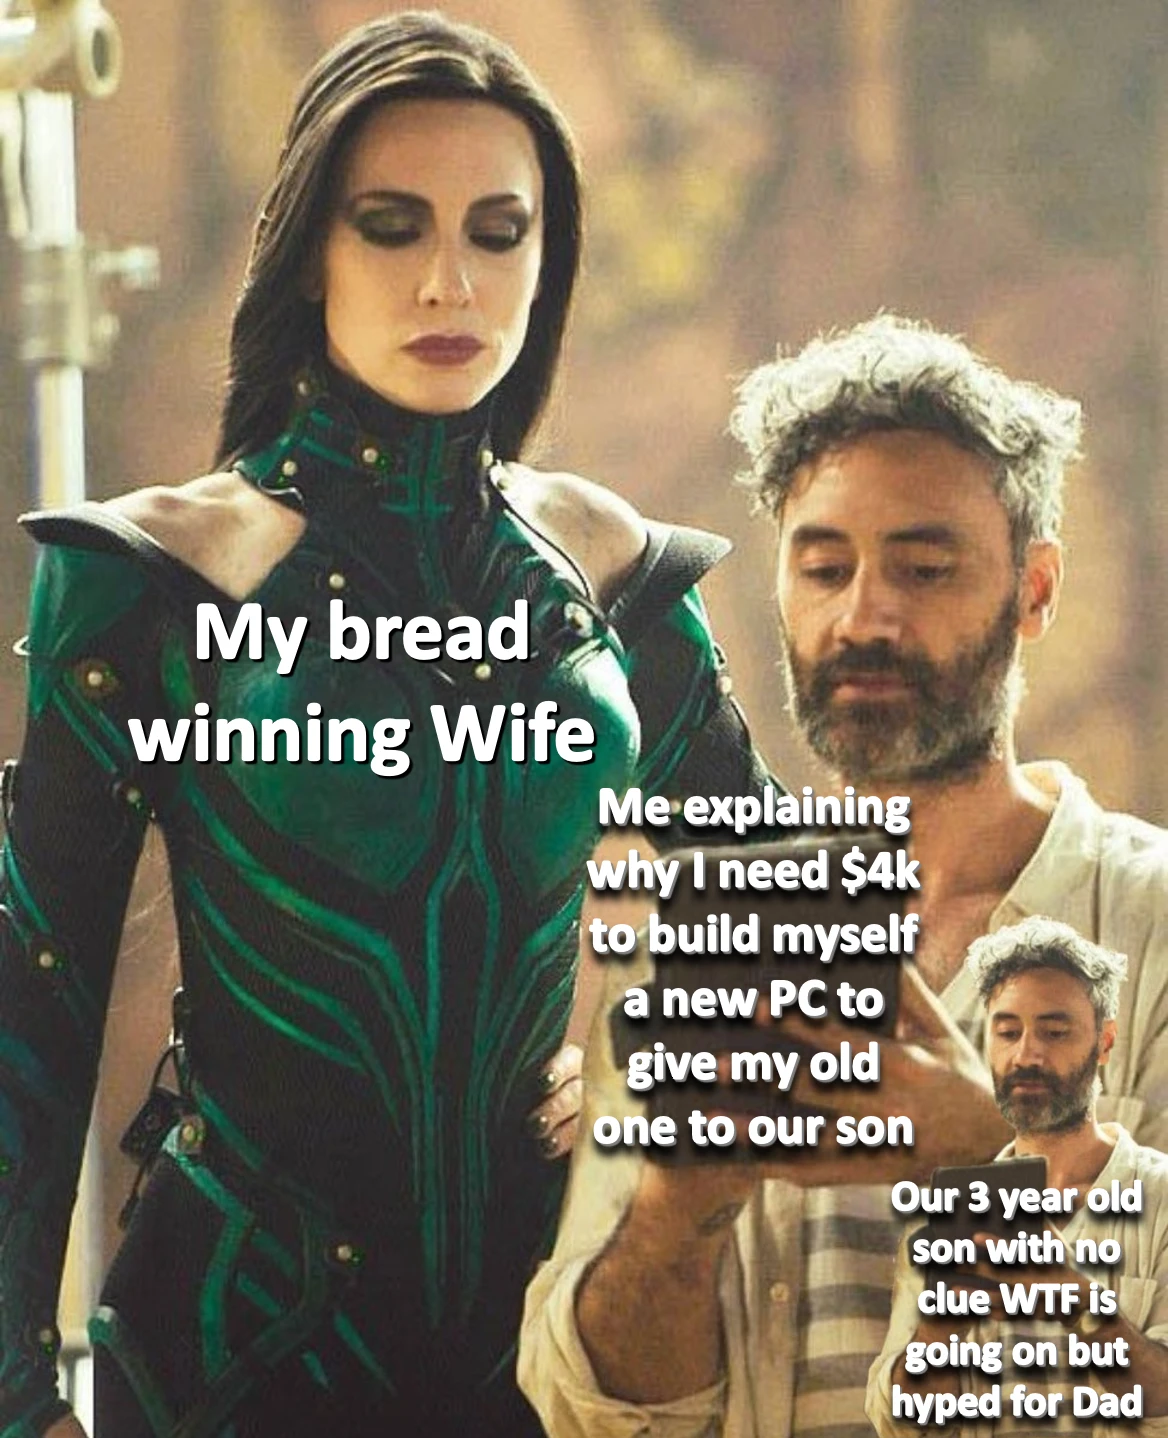 My bread
winning Wife
Me explaining
why I need $4k
to build myself
a new PC to
give my old
one to our son
Our 3 year old
son with no
clue WTF is
going on but
hyped for Dad